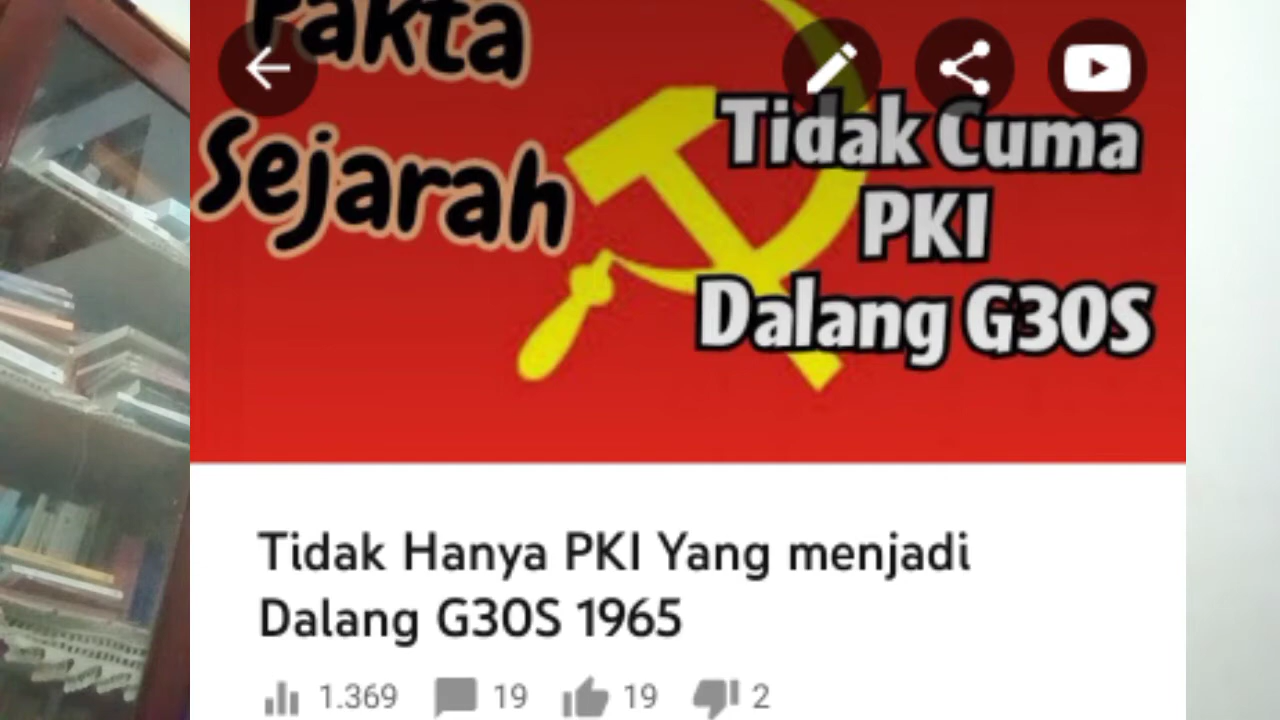 Fakta
Sejarah
Tidak Cuma
PKI
Dalang G30S
Tidak Hanya PKI Yang menjadi
Dalang G30S 1965
1.369 19 19 2